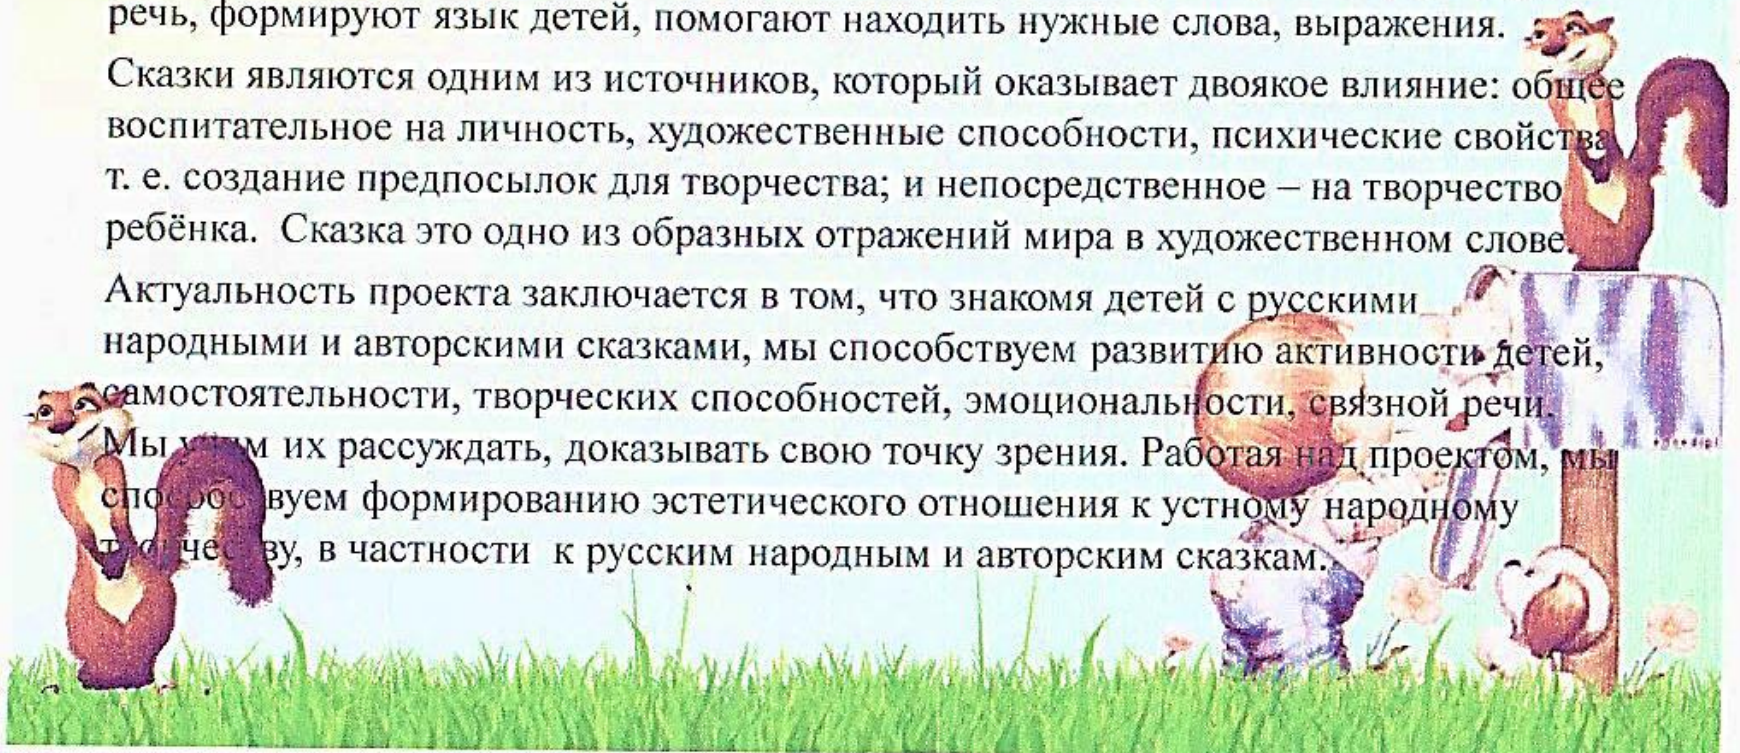 речь, формируют язык детей, помогают находить нужные слова, выражения.
Сказки являются одним из источников, который оказывает двоякое влияние: общее
воспитательное на личность, художественные способности, психические свойства
т. е. создание предпосылок для творчества; и непосредственное – на творчество
ребёнка. Сказка это одно из образных отражений мира в художественном слове.
Актуальность проекта заключается в том, что знакомя детей с русскими
народными и авторскими сказками, мы способствуем развитию активности детей,
самостоятельности, творческих способностей, эмоциональности, связной речи.
Мы учим их рассуждать, доказывать свою точку зрения. Работая над проектом, мы
способствуем формированию эстетического отношения к устному народному
творчеству, в частности к русским народным и авторским сказкам.